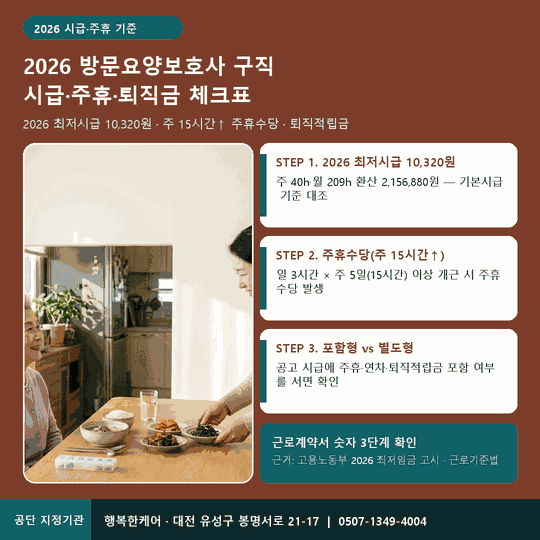 2026 시급·주휴 기준
2026 방문요양보호사 구직
시급·주휴·퇴직금 체크표
2026 최저시급 10,320원 · 주 15시간↑ 주휴수당 · 퇴직적립금
STEP 1. 2026 최저시급 10,320원
주 40h·월 209h 환산 2,156,880원 — 기본시급
기준 대조
STEP 2. 주휴수당(주 15시간↑)
일 3시간 × 주 5일(15시간) 이상 개근 시 주휴
수당 발생
STEP 3. 포함형 vs 별도형
공고 시급에 주휴·연차·퇴직적립금 포함 여부
를 서면 확인
근로계약서 숫자 3단계 확인
근거: 고용노동부 2026 최저임금 고시 · 근로기준법
공단 지정기관
행복한케어 · 대전 유성구 봉명서로 21-17 | 0507-1349-4004